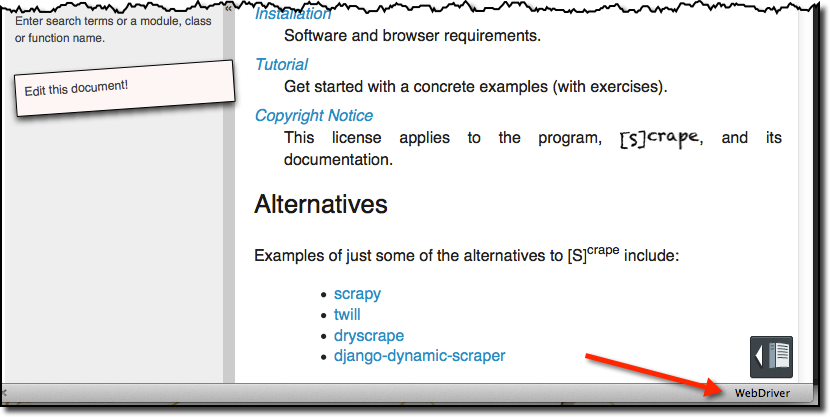 Enter search terms or a module, class
or function name.
«
Edit this document!
Installation
Software and browser requirements.
Tutorial
Get started with a concrete examples (with exercises).
Copyright Notice
This license applies to the program, [s]crape, and its
documentation.
Alternatives
Examples of just some of the alternatives to [S]crape include:
• scrapy
• twill
• dryscrape
• django-dynamic-scraper
WebDriver